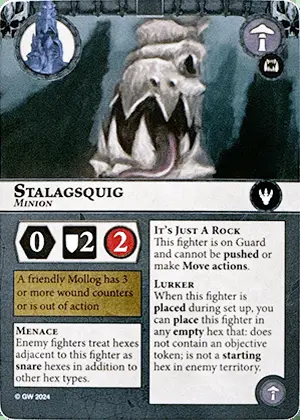 STALAGSQUIG
MINION
0 2 2
A friendly Mollog has 3
or more wound counters
or is out of action
MENACE
Enemy fighters treat hexes
adjacent to this fighter as
snare hexes in addition to
other hex types.
© GW 2024
IT'S JUST A ROCK
This fighter is on Guard
and cannot be pushed or
make Move actions.
LURKER
When this fighter is
placed during set up, you
can place this fighter in
any empty hex that: does
not contain an objective
token; is not a starting
hex in enemy territory.